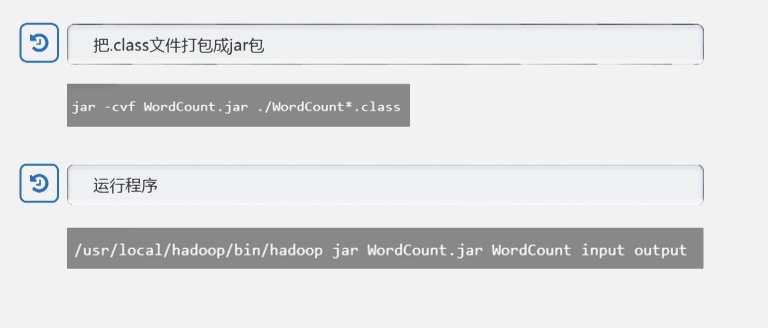 把.class文件打包成jar包
jar -cvf WordCount.jar ./WordCount*.class
运行程序
/usr/local/hadoop/bin/hadoop jar WordCount.jar WordCount input output